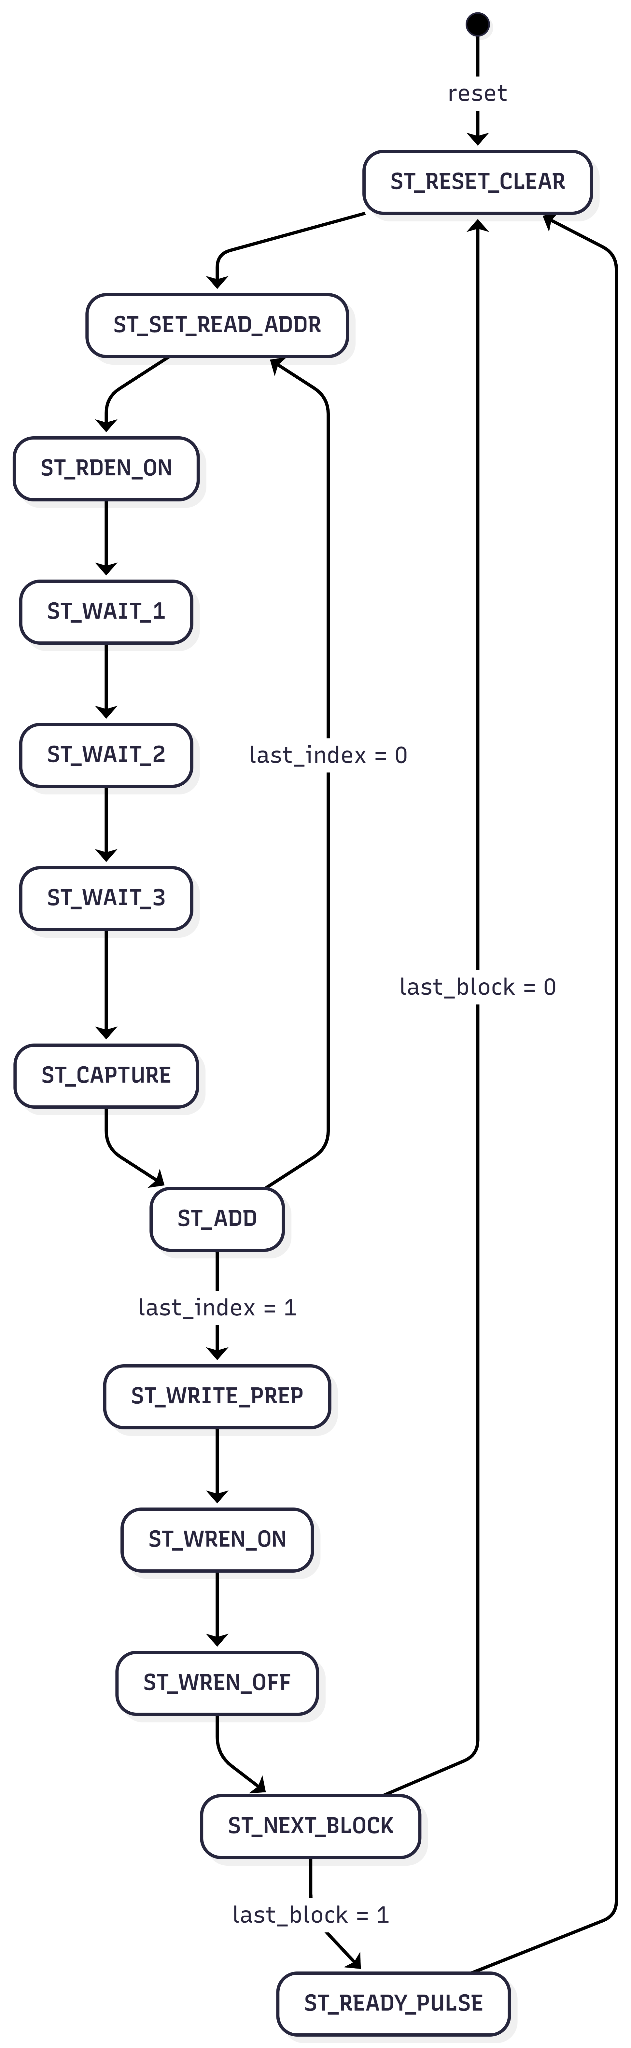 reset
ST_RESET_CLEAR
ST_SET_READ_ADDR
ST_RDEN_ON
ST_WAIT_1
ST_WAIT_2
last_index = 0
ST_WAIT_3
last_block = 0
ST_CAPTURE
ST_ADD
last_index = 1
ST_WRITE_PREP
ST_WREN_ON
ST_WREN_OFF
ST_NEXT_BLOCK
last_block = 1
ST_READY_PULSE